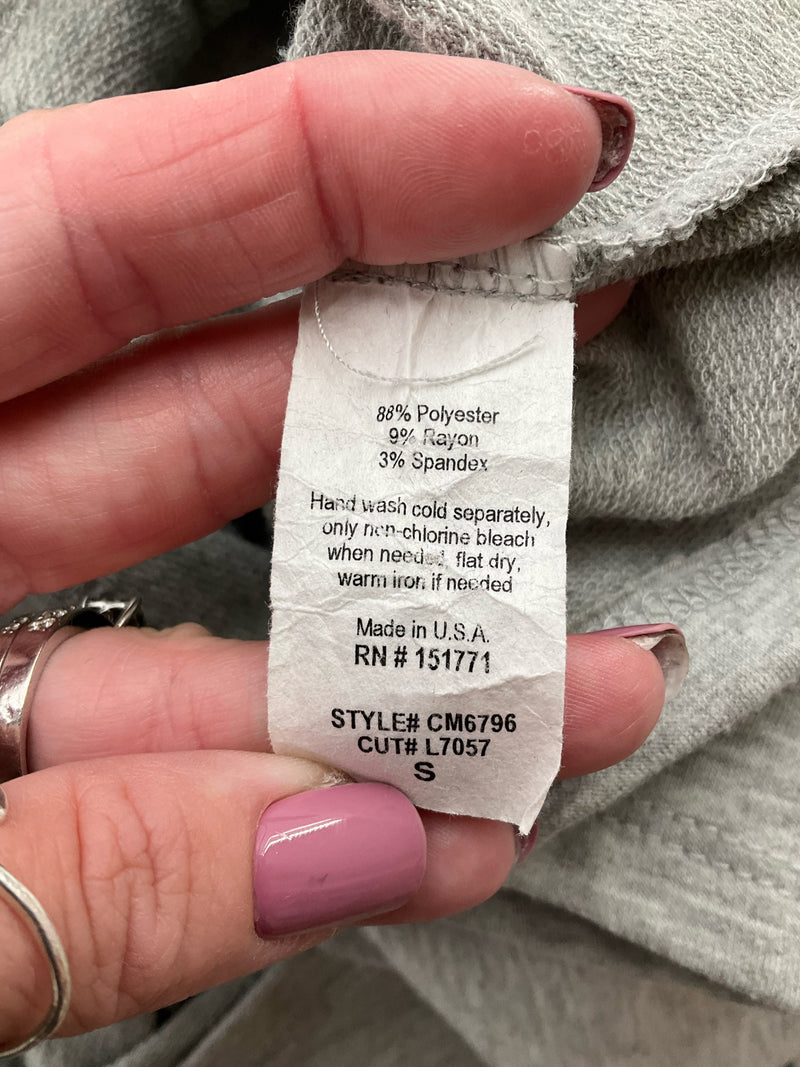 88% Polyester
9% Rayon
3% Spandex
Hand wash cold separately,
only non-chlorine bleach
when needed, flat dry,
warm iron if needed
Made in U.S.A.
RN # 151771
STYLE# CM6796
CUT# L7057
S